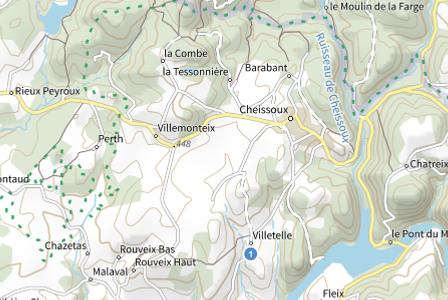 le Moulin de la Farge
Ruisseau de Cheissoux
la Combe
la Tessonnière
Barabant
Rieux Peyroux
Cheissoux
Villemonteix
448
Perth
Chatreix
ontaud
Villetelle
le Pont du M
1
Chazetas
Rouveix Bas
Rouveix Haut
Malaval
Fleix